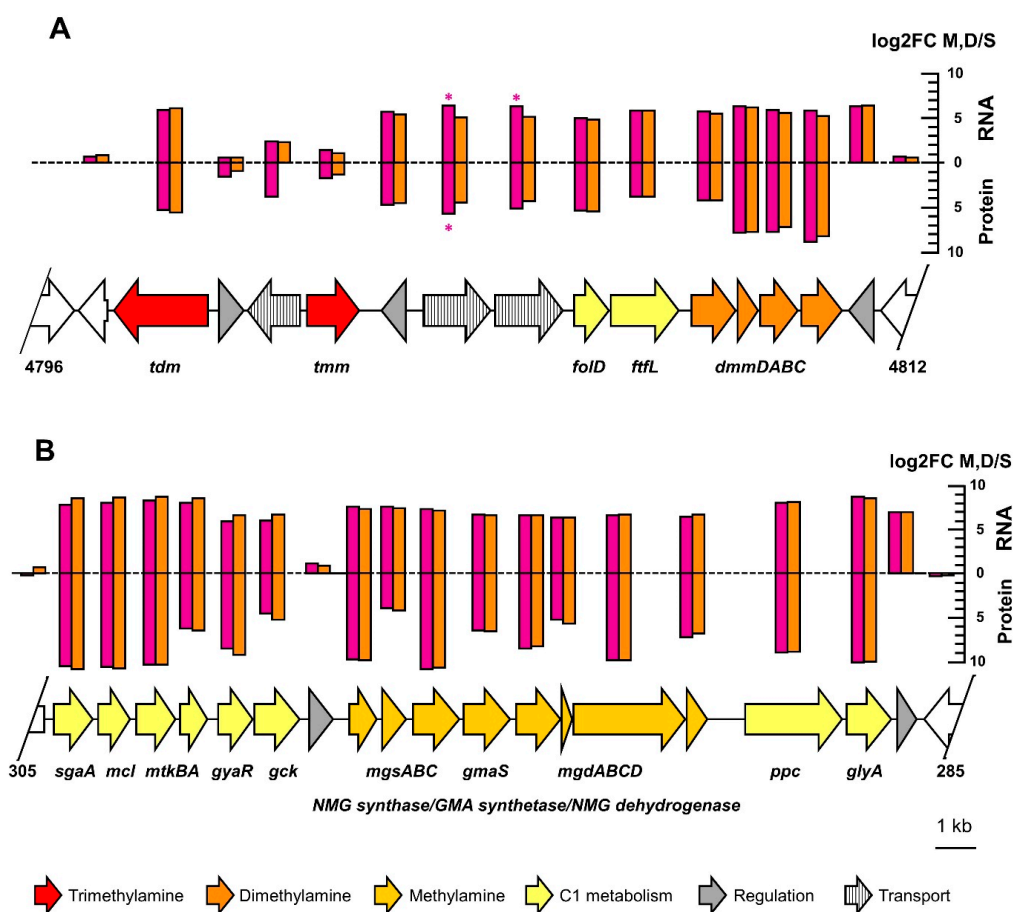 A
log2FC M,D/S
10
5
0
5
10
RNA
Protein
*
*
*
4796
tdm
tmm
folD
ftfL
dmmDABC
4812
B
log2FC M,D/S
10
5
0
5
10
RNA
Protein
305
sgaA
mcl
mtkBA
gyaR
gck
mgsABC
gmaS
mgdABCD
ppc
glyA
285
NMG synthase/GMA synthetase/NMG dehydrogenase
1 kb
Trimethylamine
Dimethylamine
Methylamine
C1 metabolism
Regulation
Transport